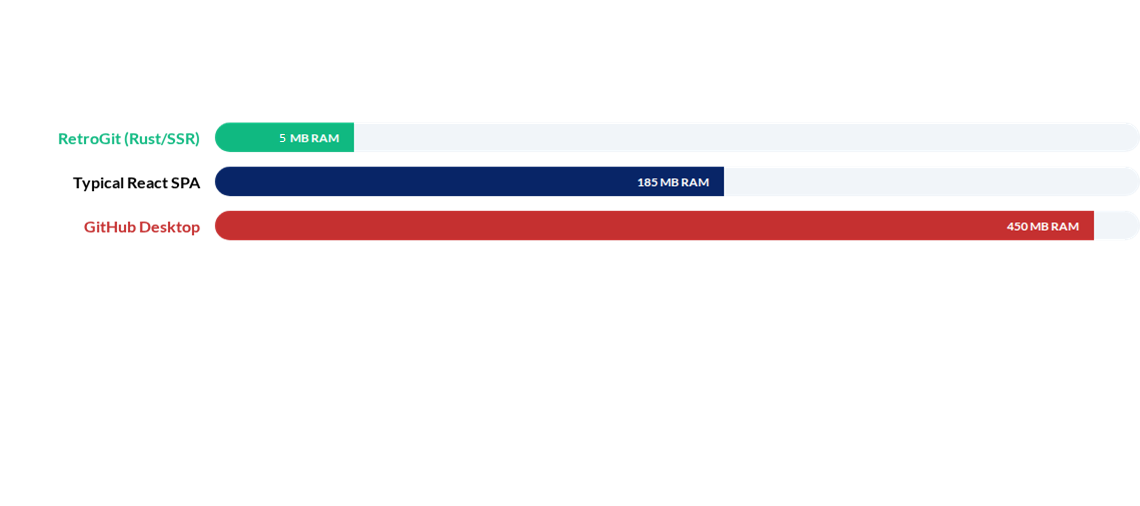 RetroGit (Rust/SSR) 5 MB RAM
Typical React SPA 185 MB RAM
GitHub Desktop 450 MB RAM